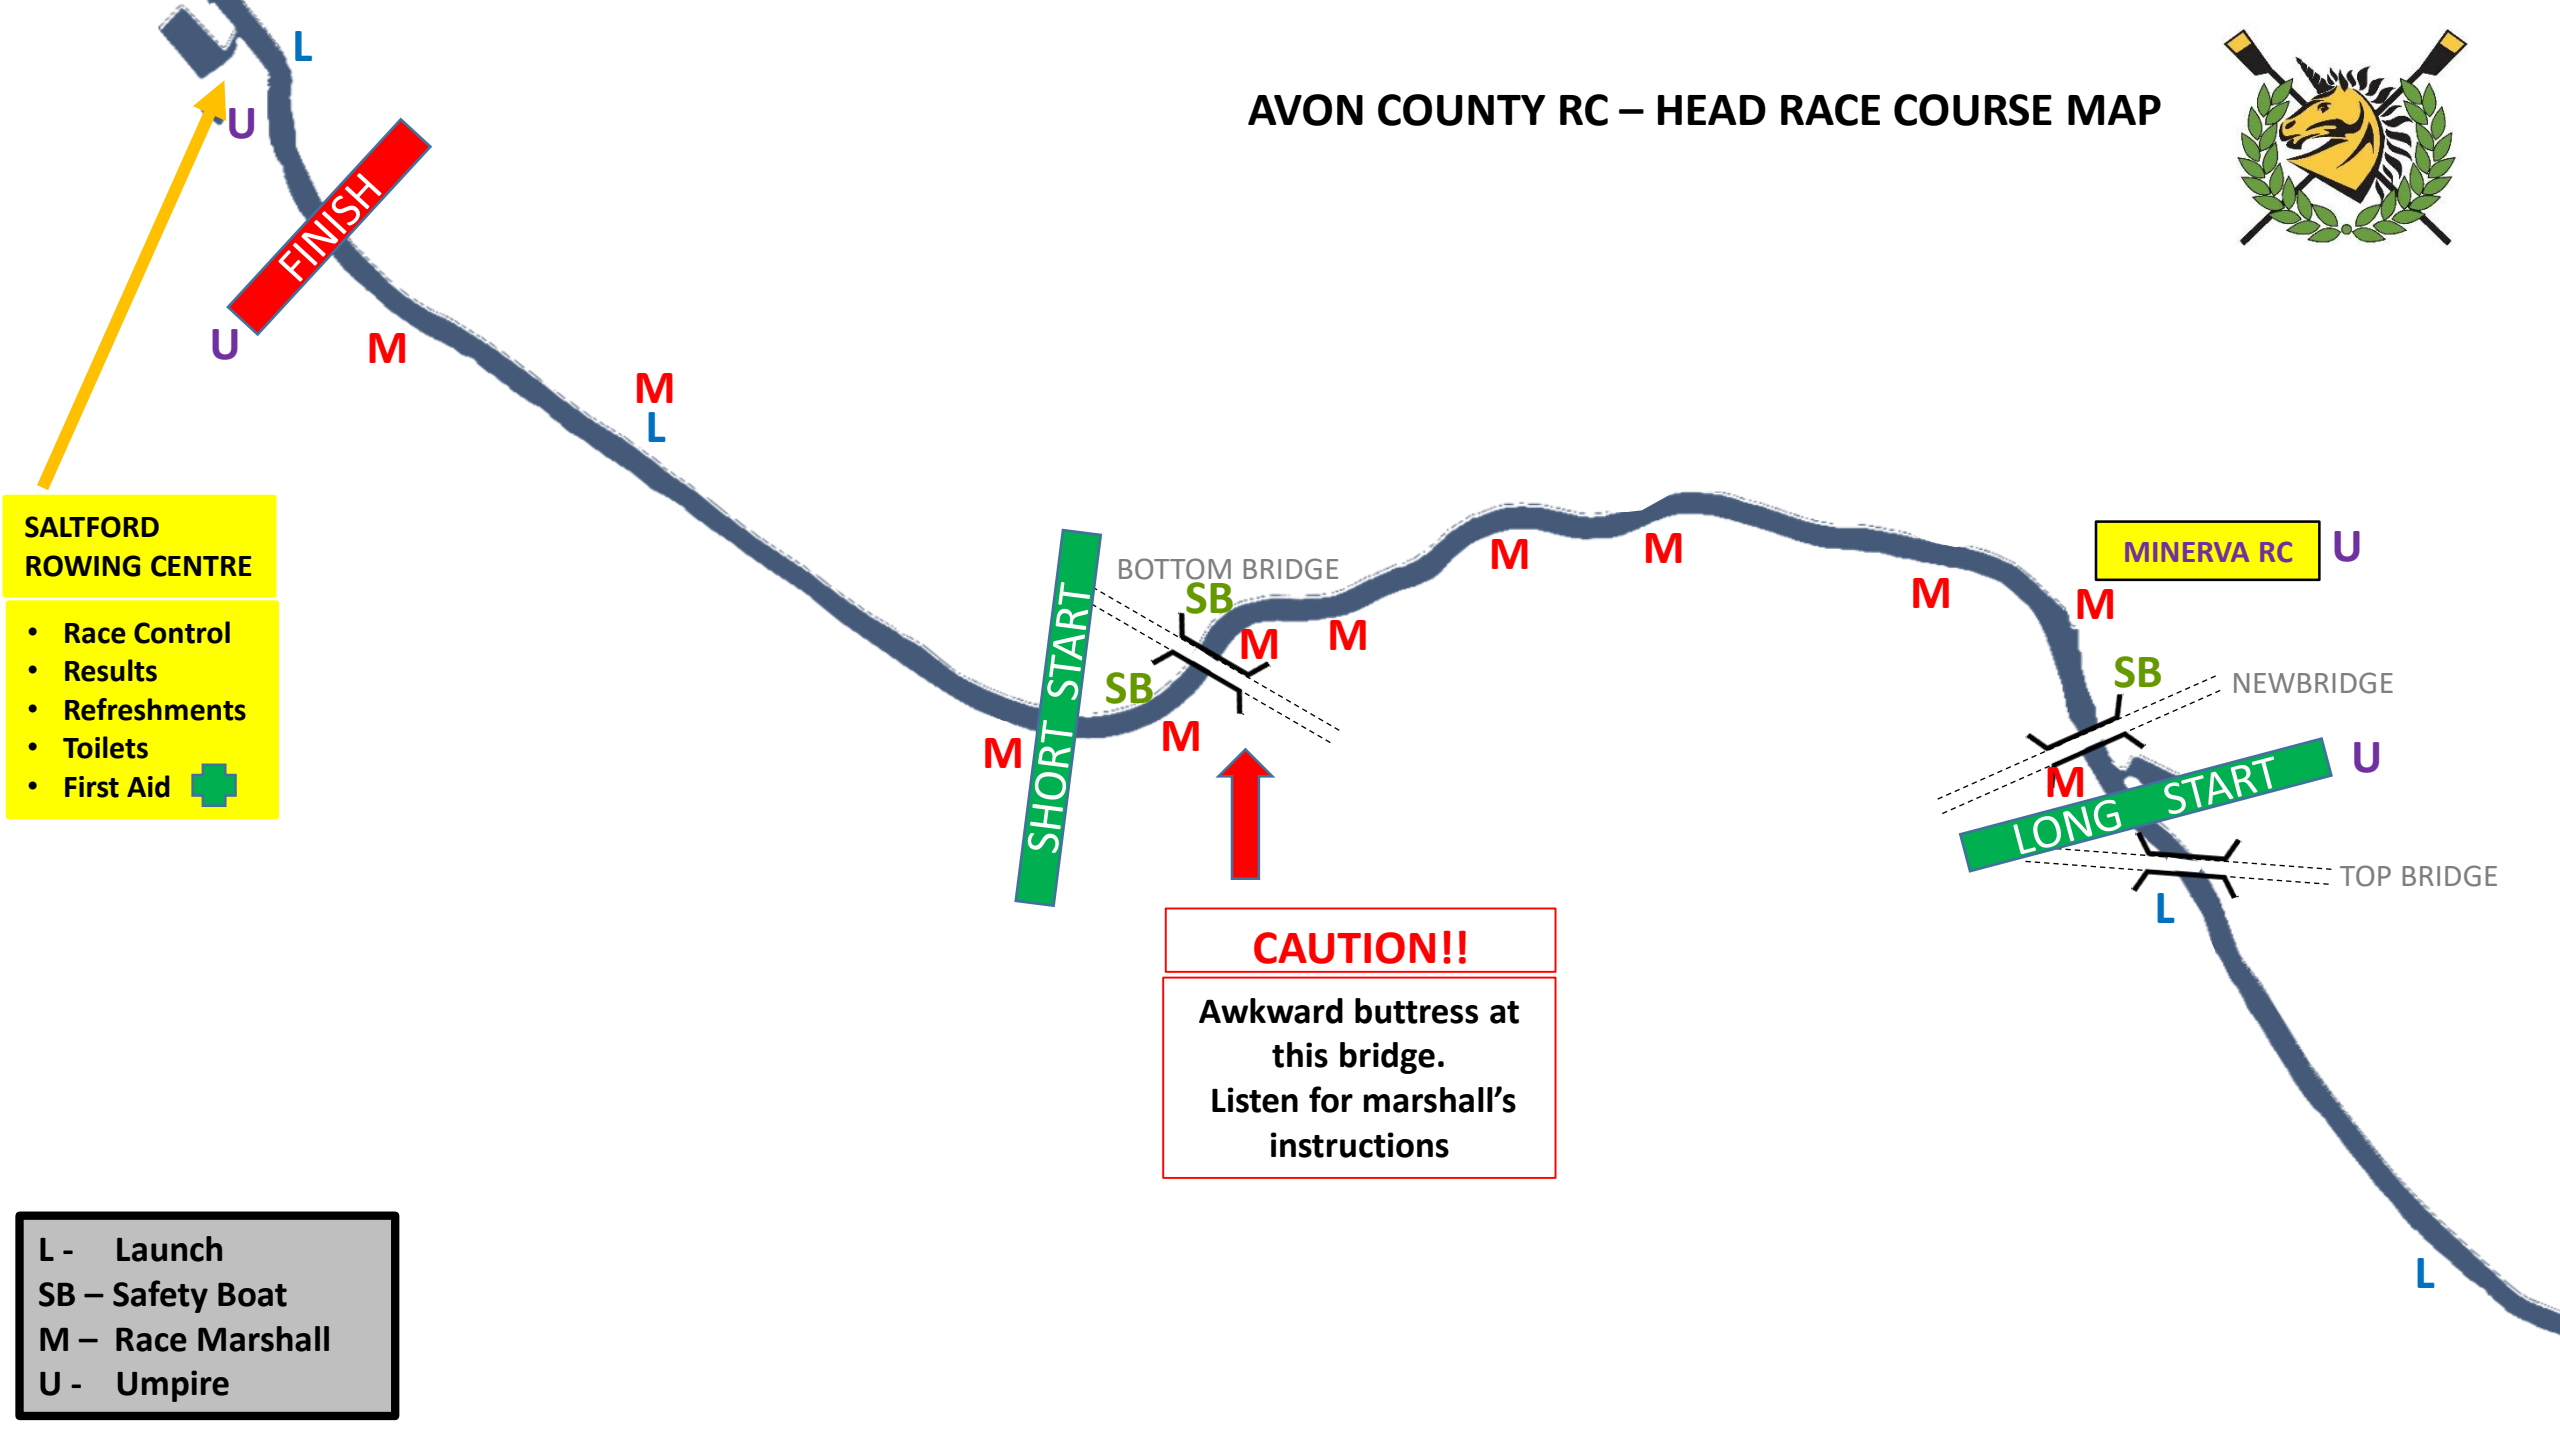 AVON COUNTY RC – HEAD RACE COURSE MAP
L
U
FINISH
U
M
M
L
SALTFORD
ROWING CENTRE
• Race Control
• Results
• Refreshments
• Toilets
• First Aid
SHORT START
BOTTOM BRIDGE
SB
M
M
SB
M
M
M
M
M
M
MINERVA RC
U
SB
NEWBRIDGE
M
LONG START
U
TOP BRIDGE
L
L
CAUTION!!
Awkward buttress at
this bridge.
Listen for marshall’s
instructions
L - Launch
SB – Safety Boat
M – Race Marshall
U - Umpire